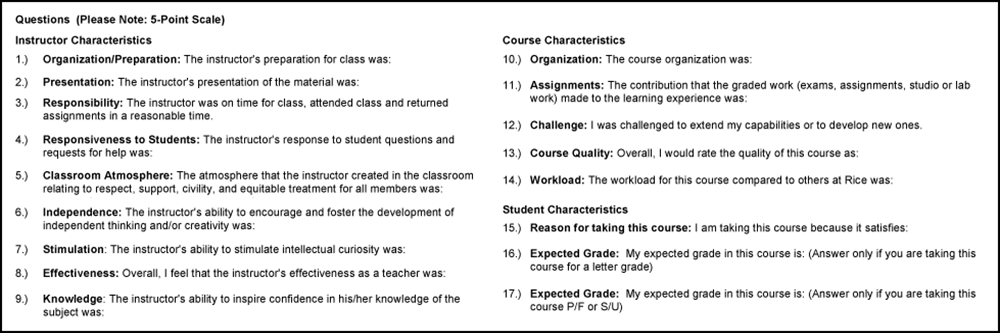 Questions  (Please Note: 5-Point Scale)
Instructor Characteristics
1.) Organization/Preparation: The instructor's preparation for class was:
2.) Presentation: The instructor's presentation of the material was:
3.) Responsibility: The instructor was on time for class, attended class and returned
assignments in a reasonable time.
4.) Responsiveness to Students: The instructor's response to student questions and
requests for help was:
5.) Classroom Atmosphere: The atmosphere that the instructor created in the classroom
relating to respect, support, civility, and equitable treatment for all members was:
6.) Independence: The instructor's ability to encourage and foster the development of
independent thinking and/or creativity was:
7.) Stimulation: The instructor's ability to stimulate intellectual curiosity was:
8.) Effectiveness: Overall, I feel that the instructor's effectiveness as a teacher was:
9.) Knowledge: The instructor's ability to inspire confidence in his/her knowledge of the
subject was:
Course Characteristics
10.) Organization: The course organization was:
11.) Assignments: The contribution that the graded work (exams, assignments, studio or lab
work) made to the learning experience was:
12.) Challenge: I was challenged to extend my capabilities or to develop new ones.
13.) Course Quality: Overall, I would rate the quality of this course as:
14.) Workload: The workload for this course compared to others at Rice was:
Student Characteristics
15.) Reason for taking this course: I am taking this course because it satisfies:
16.) Expected Grade:  My expected grade in this course is: (Answer only if you are taking this
course for a letter grade)
17.) Expected Grade:  My expected grade in this course is: (Answer only if you are taking this
course P/F or S/U)